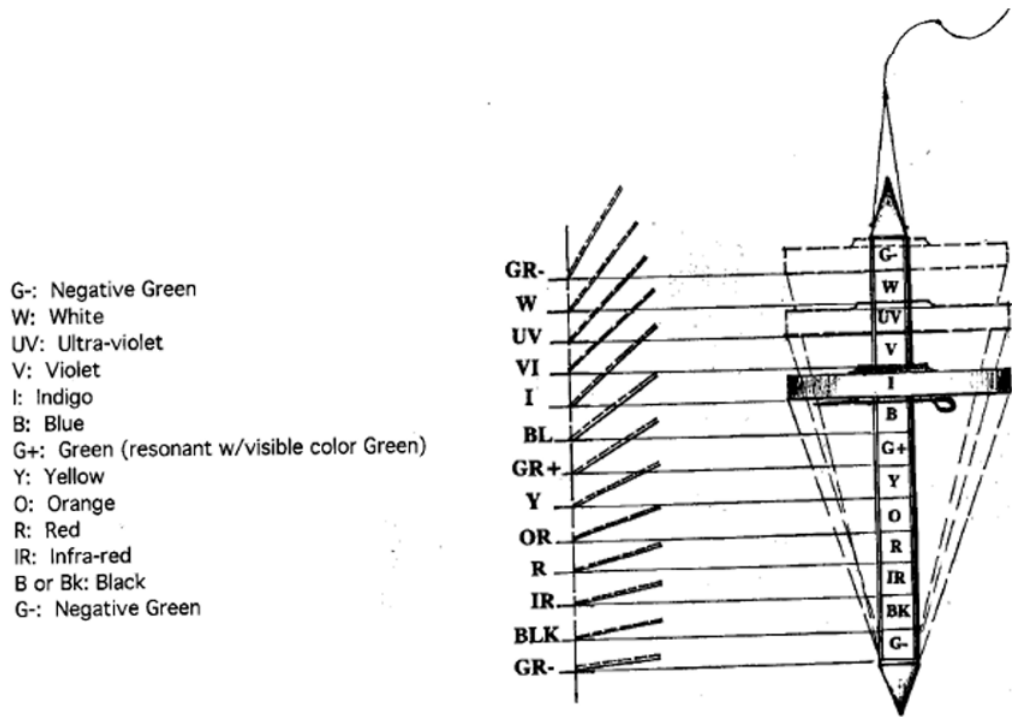 G-: Negative Green
W: White
UV: Ultra-violet
V: Violet
I: Indigo
B: Blue
G+: Green (resonant w/visible color Green)
Y: Yellow
O: Orange
R: Red
IR: Infra-red
B or Bk: Black
G-: Negative Green
GR-
W
UV
VI
I
BL
GR+
Y
OR
R
IR
BLK
GR-
G-
W
UV
V
I
B
G+
Y
O
R
IR
BK
G-